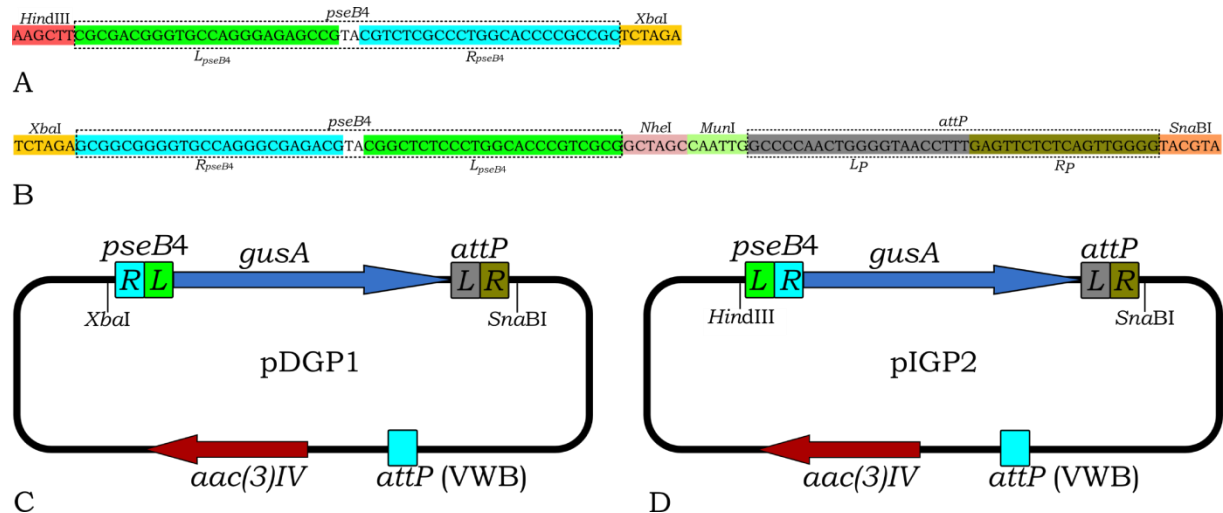 pseB4
HindIII XbaI
AAGCTTCGCGACGGGTGCCAGGGAGAGCCGTACGTCTCGCCCTGGCACCCCGCCGCTCTAGA
LpseB4 RpseB4
A
pseB4 attP
XbaI NheI MunI SnaBI
TCTAGAGCGGCGGGGTGCCAGGGCGAGACGTACGGCTCTCCCTGGCACCCGTCGCGGCTAGCCAATTGGCCCCAACTGGGGTAACCTTTGAGTTCTCTCAGTTGGGGTACGTA
RpseB4 LpseB4 LP RP
B
pseB4 gusA attP
R L L R
XbaI SnaBI
pDGP1
aac(3)IV attP (VWB)
C
pseB4 gusA attP
L R L R
HindIII SnaBI
pIGP2
aac(3)IV attP (VWB)
D